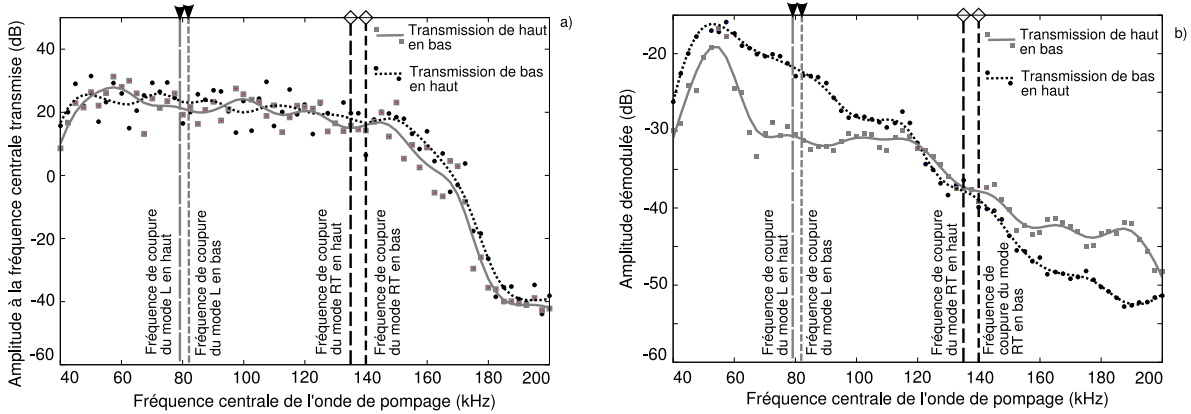 a)
Transmission de haut
en bas
Transmission de bas
en haut
Amplitude à la fréquence centrale transmise (dB)
50
40
20
0
-20
-40
-60
Fréquence de coupure
du mode L en haut
Fréquence de coupure
du mode L en bas
Fréquence de coupure
du mode RT en haut
Fréquence de coupure
du mode RT en bas
40 60 80 100 120 140 160 180 200
Fréquence centrale de l'onde de pompage (kHz)
b)
Transmission de haut
en bas
Transmission de bas
en haut
Amplitude démodulée (dB)
-20
-30
-40
-50
-60
Fréquence de coupure
du mode L en haut
Fréquence de coupure
du mode L en bas
Fréquence de coupure
du mode RT en haut
Fréquence de
coupure du mode
RT en bas
40 60 80 100 120 140 160 180 200
Fréquence centrale de l'onde de pompage (kHz)